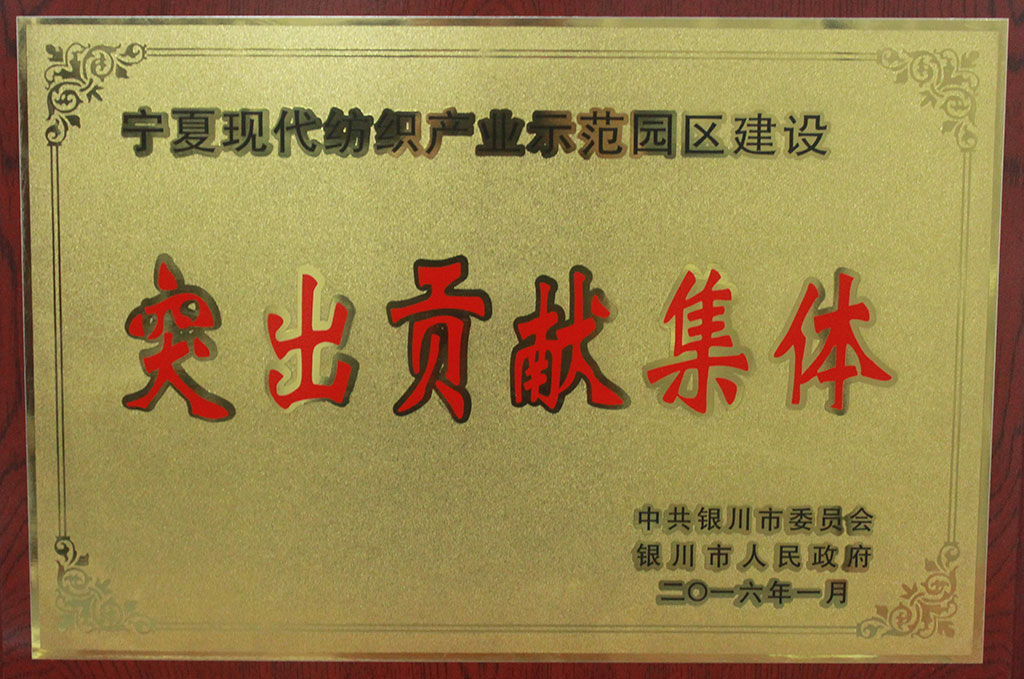 宁夏现代纺织产业示范园区建设
突出贡献集体
中共银川市委员会
银川市人民政府
二〇一六年一月